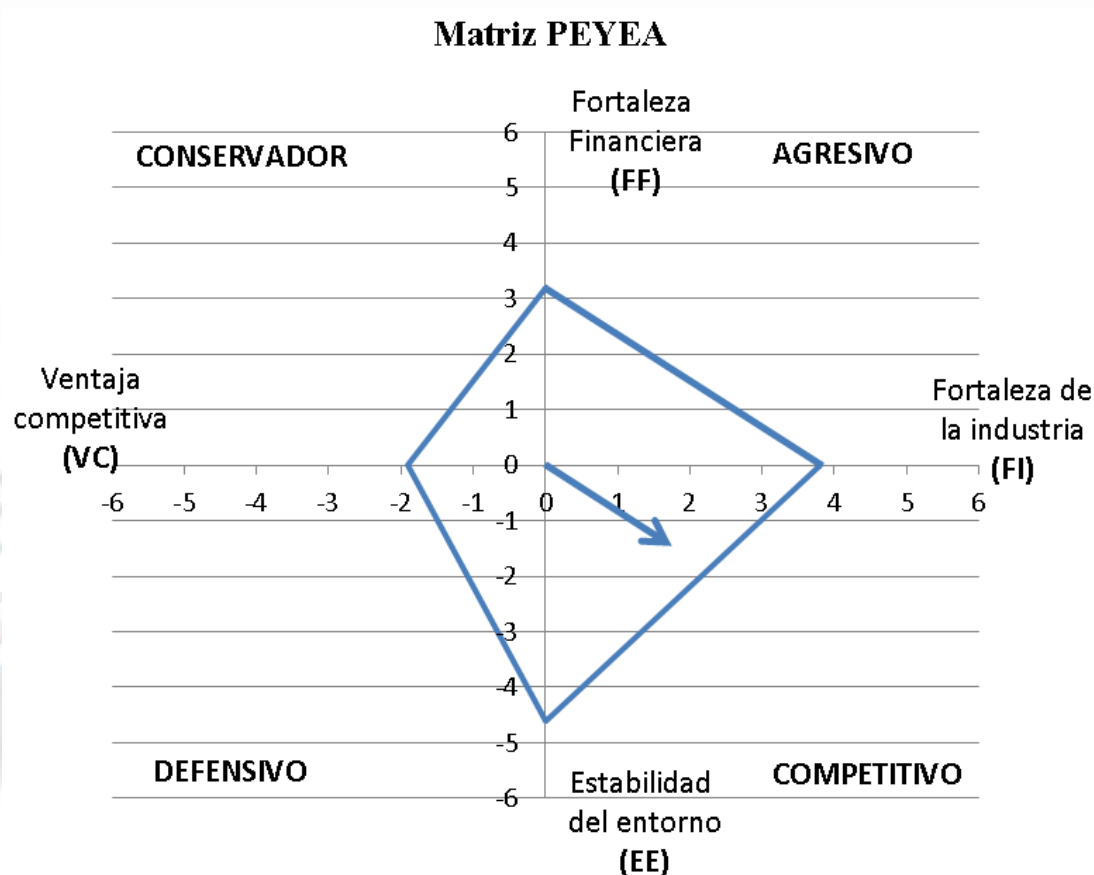 Matriz PEYEA
Fortaleza
Financiera
(FF)
CONSERVADOR
AGRESIVO
6
5
4
3
2
1
0
-1
-2
-3
-4
-5
-6
Ventaja
competitiva
(VC)
Fortaleza de
la industria
(FI)
-6 -5 -4 -3 -2 -1 0 1 2 3 4 5 6
DEFENSIVO
COMPETITIVO
Estabilidad
del entorno
(EE)